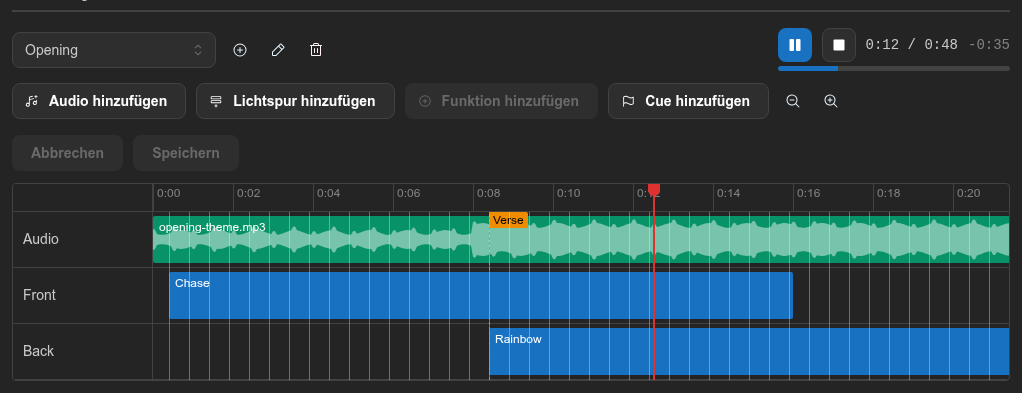 Opening
0:12 / 0:48 -0:35
Audio hinzufügen
Lichtspur hinzufügen
Funktion hinzufügen
Cue hinzufügen
Abbrechen
Speichern
0:00 0:02 0:04 0:06 0:08 0:10 0:12 0:14 0:16 0:18 0:20
Verse
Audio
opening-theme.mp3
Front
Chase
Back
Rainbow